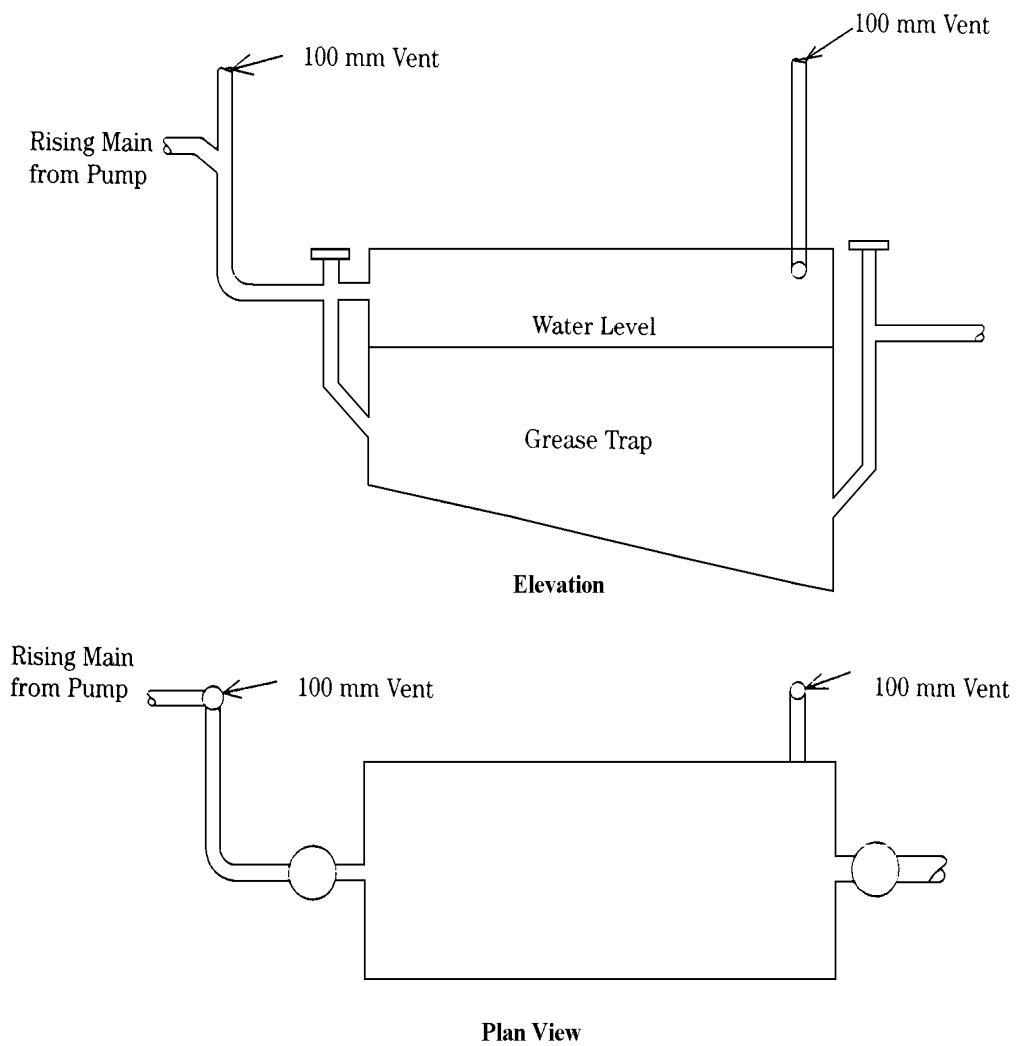 100 mm Vent
100 mm Vent
Rising Main
from Pump
Water Level
Grease Trap
Elevation
Rising Main
from Pump
100 mm Vent
100 mm Vent
Plan View